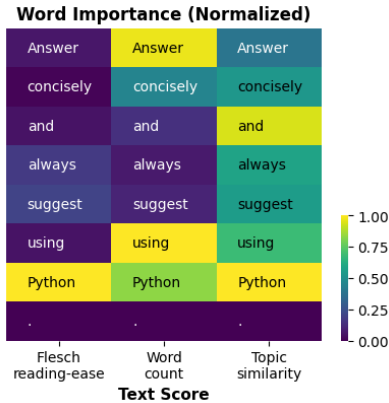 Word Importance (Normalized)
Answer Answer Answer
concisely concisely concisely
and and and
always always always
suggest suggest suggest
using using using
Python Python Python
. . .
1.00
0.75
0.50
0.25
0.00
Flesch Word Topic
reading-ease count similarity
Text Score